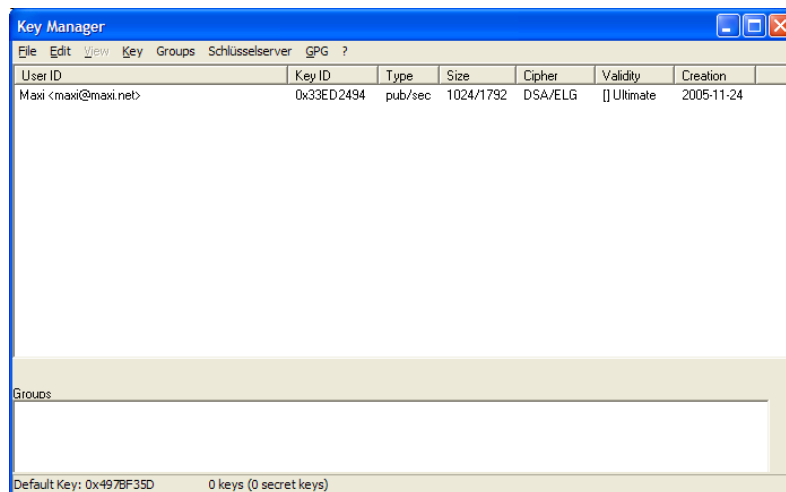 Key Manager
File Edit View Key Groups Schlüsselserver GPG ?
User ID Key ID Type Size Cipher Validity Creation
Maxi <maxi@maxi.net> 0x33ED2494 pub/sec 1024/1792 DSA/ELG [] Ultimate 2005-11-24
Groups
Default Key: 0x497BF35D 0 keys (0 secret keys)